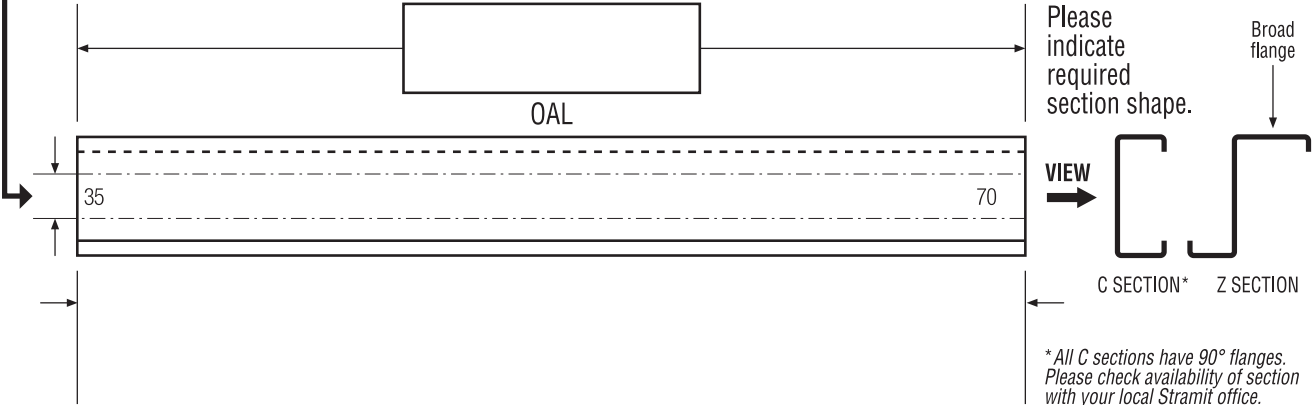 Please
indicate
required
section shape.
Broad
flange
OAL
VIEW
35
70
C SECTION*
Z SECTION
*All C sections have 90° flanges.
Please check availability of section
with your local Stramit office.